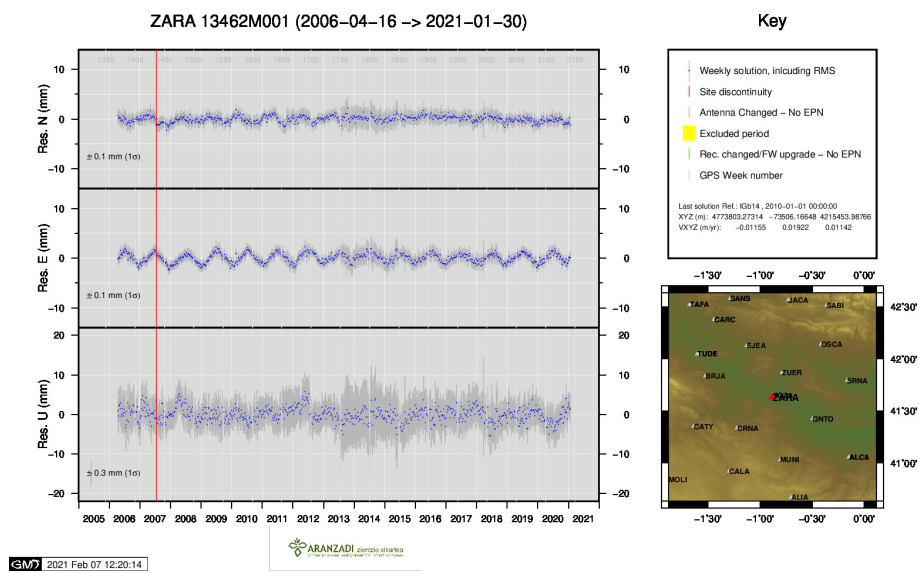 ZARA 13462M001 (2006−04−16 −> 2021−01−30)
1350 1400 1450 1500 1550 1600 1650 1700 1750 1800 1850 1900 1950 2000 2050 2100 2150
Res. N (mm)
10 0 −10
10 0 −10
± 0.1 mm (1σ)
Res. E (mm)
10 0 −10
10 0 −10
± 0.1 mm (1σ)
Res. U (mm)
20 10 0 −10 −20
20 10 0 −10 −20
± 0.3 mm (1σ)
2005 2006 2007 2008 2009 2010 2011 2012 2013 2014 2015 2016 2017 2018 2019 2020 2021
Key
Weekly solution, inlcuding RMS
Site discontinuity
Antenna Changed − No EPN
Excluded period
Rec. changed/FW upgrade − No EPN
GPS Week number
Last solution Ref.: IGb14 , 2010−01−01 00:00:00
XYZ (m): 4773803.27314 −73506.16648 4215453.98766
VXYZ (m/yr): −0.01155 0.01922 0.01142
−1°30' −1°00' −0°30' 0°00'
TAFA SANS JACA SABI
42°30'
CARC
TUDE EJEA OSCA
42°00'
BRJA ZUER SRNA
ZARA
41°30'
CATY CRNA QNTO
MUNI ALCA
41°00'
MOLI CALA
ALIA
−1°30' −1°00' −0°30' 0°00'
ARANZADI zientzia elkartea
GMT 2021 Feb 07 12:20:14